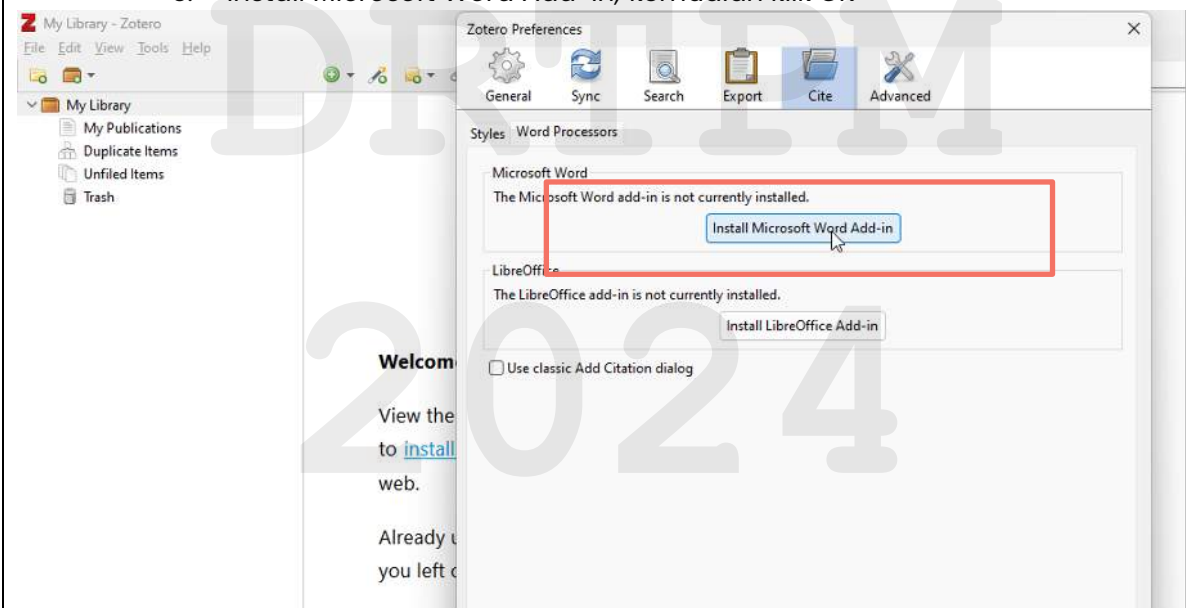 Install Microsoft Word Add-in, kemudian klik OK
My Library - Zotero
File Edit View Tools Help
My Library
My Publications
Duplicate Items
Unfiled Items
Trash
Welcom
View the
to install
web.
Already u
you left
Zotero Preferences
General Sync Search Export Cite Advanced
Styles Word Processors
Microsoft Word
The Microsoft Word add-in is not currently installed.
Install Microsoft Word Add-in
LibreOffice
The LibreOffice add-in is not currently installed.
Install LibreOffice Add-in
Use classic Add Citation dialog
DRTPM
2024